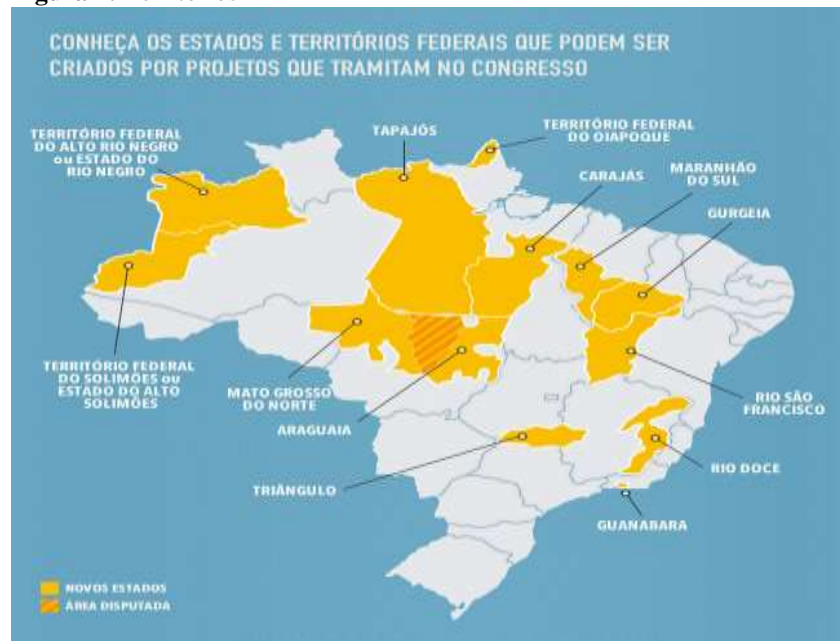 CONHEÇA OS ESTADOS E TERRITÓRIOS FEDERAIS QUE PODEM SER
CRIADOS POR PROJETOS QUE TRAMITAM NO CONGRESSO
TERRITÓRIO FEDERAL
DO ALTO RIO NEGRO
ou ESTADO DO
RIO NEGRO
TAPAJÓS
TERRITÓRIO FEDERAL
DO OIAPOQUE
CARAJÁS
MARANHÃO
DO SUL
GURGEIA
TERRITÓRIO FEDERAL
DO SOLIMÕES ou
ESTADO DO ALTO
SOLIMÕES
MATO GROSSO
DO NORTE
ARAGUAIA
RIO SÃO
FRANCISCO
TRIÂNGULO
RIO DOCE
GUANABARA
NOVOS ESTADOS
ÁREA DISPUTADA